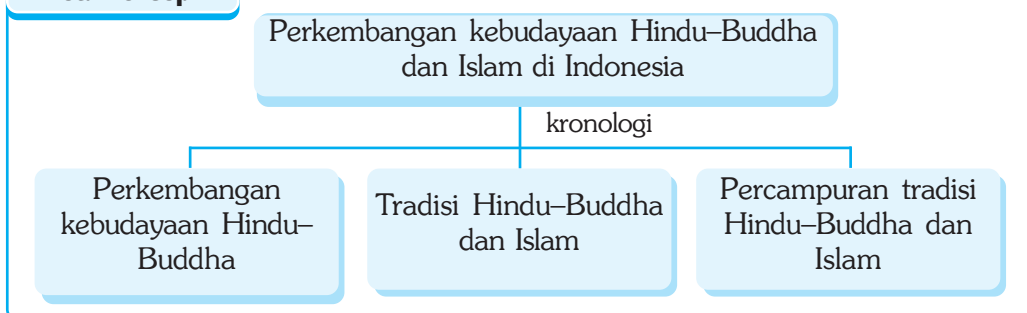 Perkembangan kebudayaan Hindu–Buddha
dan Islam di Indonesia
kronologi
Perkembangan
kebudayaan Hindu–
Buddha
Tradisi Hindu–Buddha
dan Islam
Percampuran tradisi
Hindu–Buddha dan
Islam